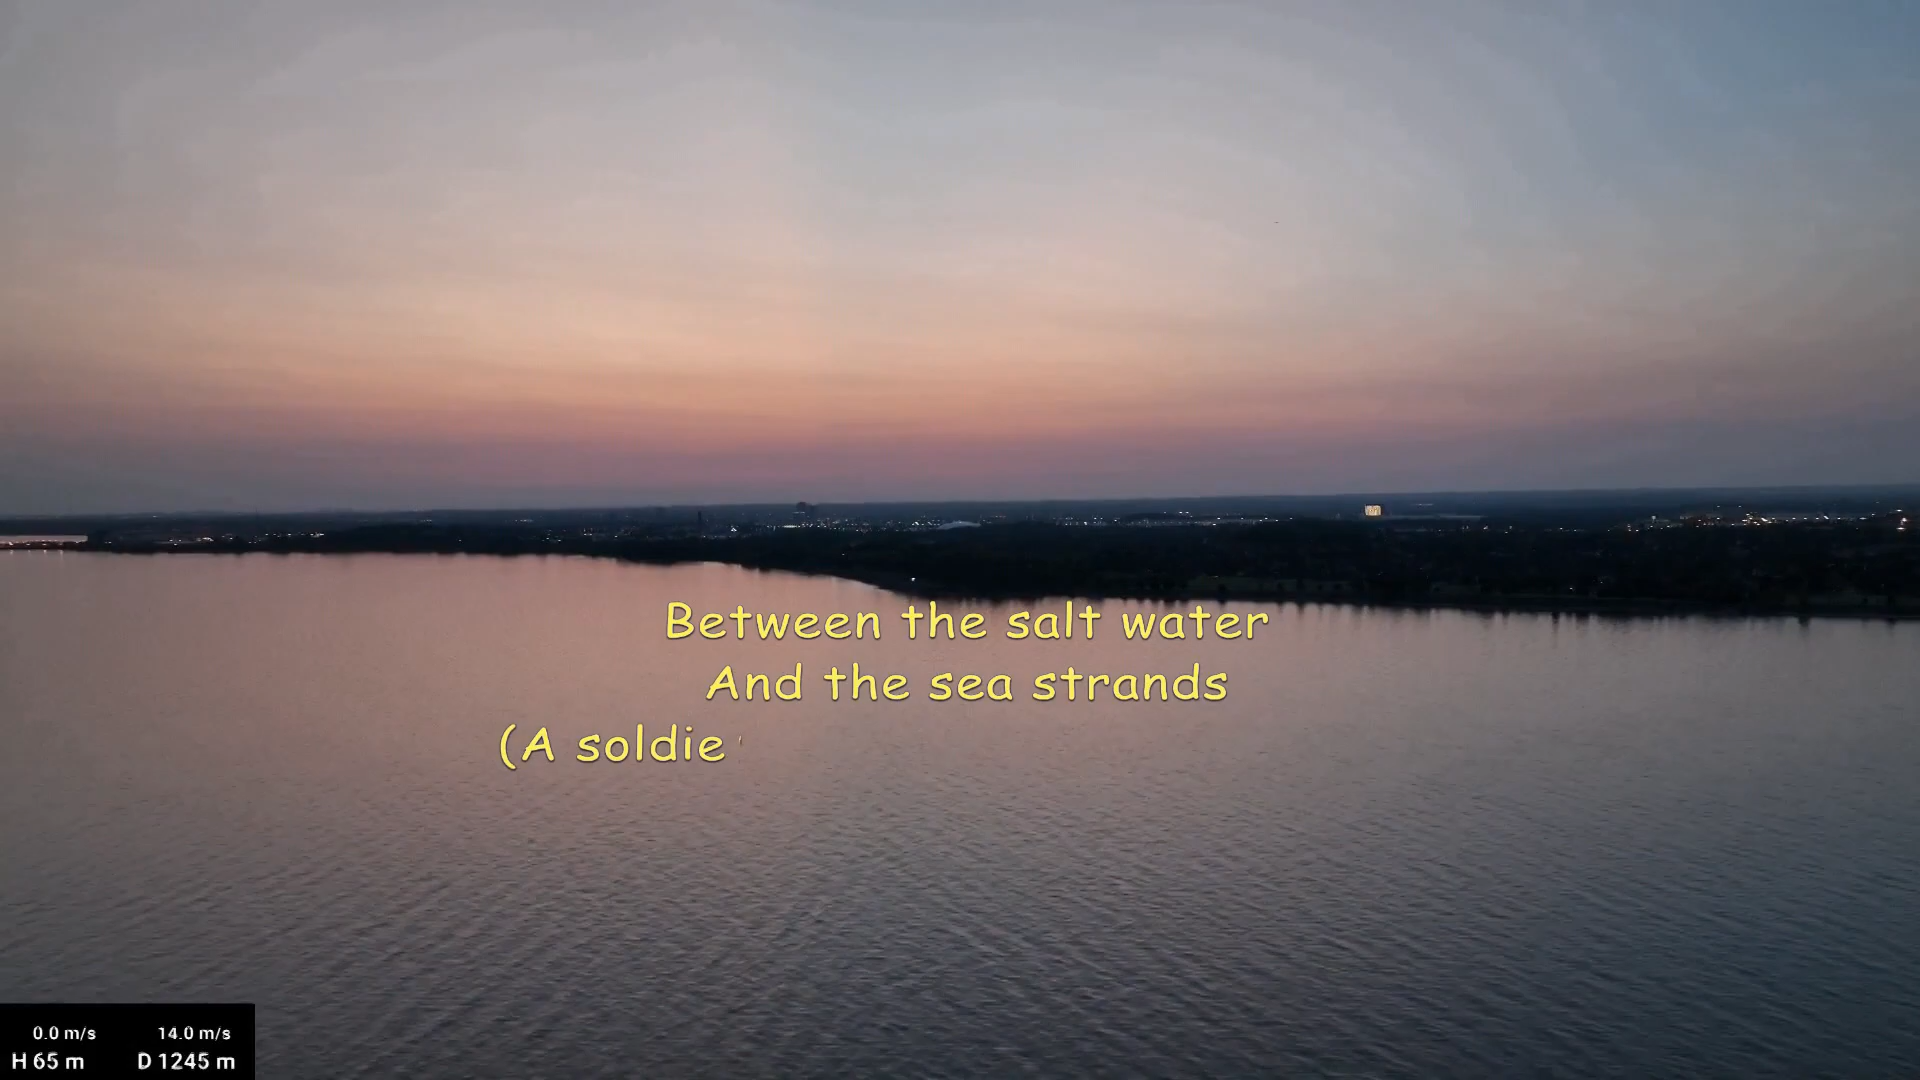 Between the salt water
And the sea strands
(A soldie
0.0 m/s 14.0 m/s
H 65 m D 1245 m